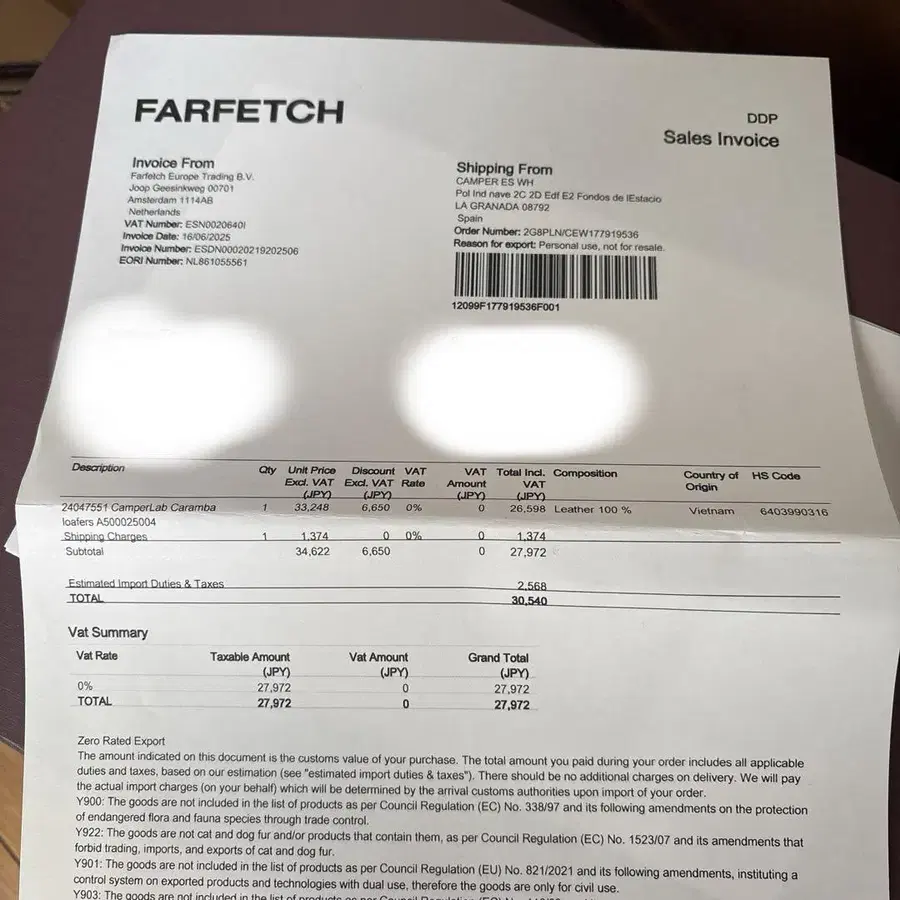 FARFETCH
DDP
Sales Invoice
Invoice From
Farfetch Europe Trading B.V.
Joop Geesinkweg 00701
Amsterdam 1114AB
Netherlands
VAT Number: ESN0020640I
Invoice Date: 16/06/2025
Invoice Number: ESDN00020219202506
EORI Number: NL861055561
Shipping From
CAMPER ES WH
Pol Ind nave 2C 2D Edf E2 Fondos de lEstacio
LA GRANADA 08792
Spain
Order Number: 2G8PLN/CEW177919536
Reason for export: Personal use, not for resale.
12099F177919536F001
Description Qty Unit Price Excl. VAT (JPY) Discount Excl. VAT (JPY) VAT Rate VAT Amount (JPY) Total Incl. VAT (JPY) Composition Country of Origin HS Code
24047551 CamperLab Caramba 1 33,248 6,650 0% 0 26,598 Leather 100 % Vietnam 6403990316
loafers A500025004
Shipping Charges 1 1,374 0 0% 0 1,374
Subtotal 34,622 6,650 0 27,972
Estimated Import Duties & Taxes 2,568
TOTAL 30,540
Vat Summary
Vat Rate Taxable Amount (JPY) Vat Amount (JPY) Grand Total (JPY)
0% 27,972 0 27,972
TOTAL 27,972 0 27,972
Zero Rated Export
The amount indicated on this document is the customs value of your purchase. The total amount you paid during your order includes all applicable
duties and taxes, based on our estimation (see "estimated import duties & taxes"). There should be no additional charges on delivery. We will pay
the actual import charges (on your behalf) which will be determined by the arrival customs authorities upon import of your order.
Y900: The goods are not included in the list of products as per Council Regulation (EC) No. 338/97 and its following amendments on the protection
of endangered flora and fauna species through trade control.
Y922: The goods are not cat and dog fur and/or products that contain them, as per Council Regulation (EC) No. 1523/07 and its amendments that
forbid trading, imports, and exports of cat and dog fur.
Y901: The goods are not included in the list of products as per Council Regulation (EU) No. 821/2021 and its following amendments, instituting a
control system on exported products and technologies with dual use, therefore the goods are only for civil use.
Y903: The goods are not included in the list of products as per Council Regulation